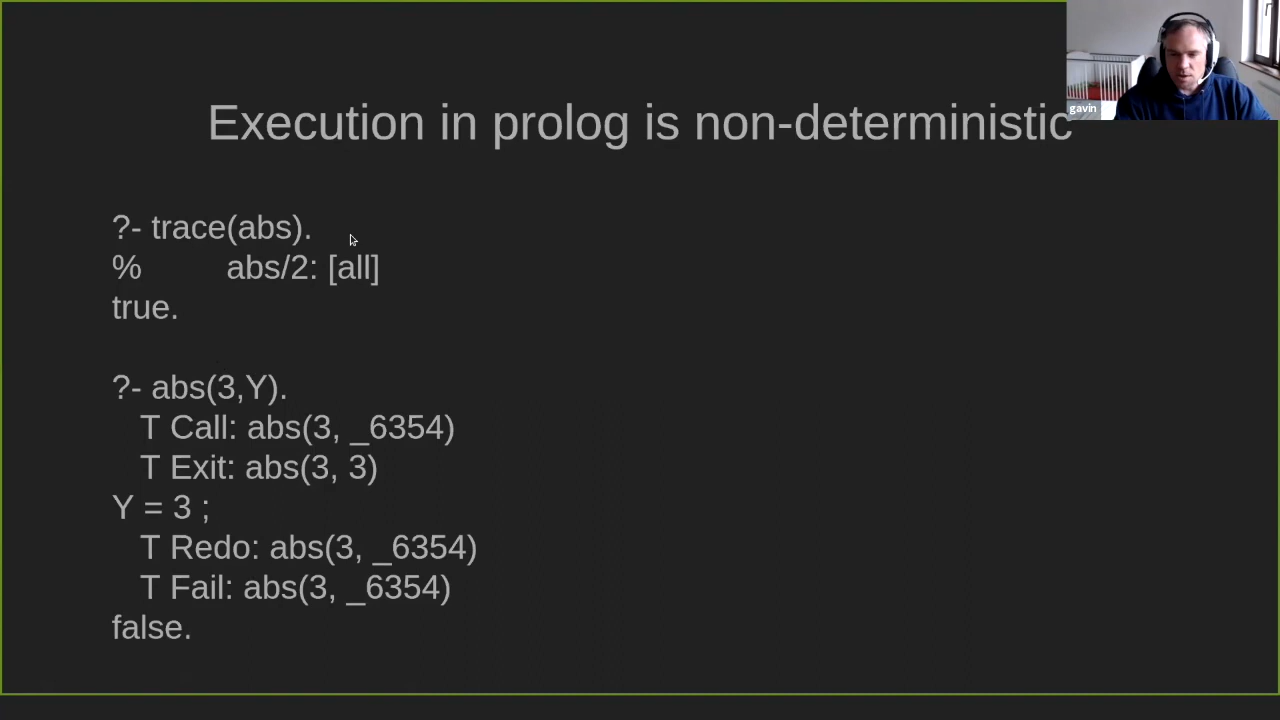 gavin
Execution in prolog is non-deterministic
?- trace(abs).
% abs/2: [all]
true.
?- abs(3,Y).
T Call: abs(3, _6354)
T Exit: abs(3, 3)
Y = 3 ;
T Redo: abs(3, _6354)
T Fail: abs(3, _6354)
false.